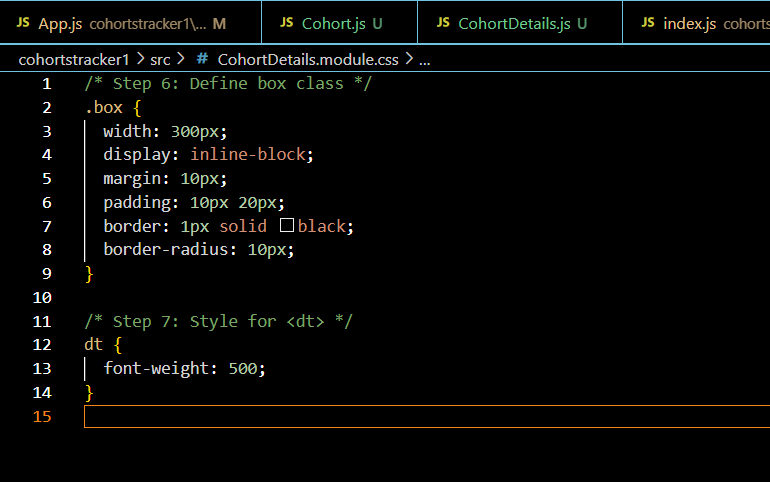 JS App.js cohortstracker1\... M JS Cohort.js U JS CohortDetails.js U JS index.js cohorts
cohortstracker1 > src > # CohortDetails.module.css > ...
1 /* Step 6: Define box class */
2 .box {
3 width: 300px;
4 display: inline-block;
5 margin: 10px;
6 padding: 10px 20px;
7 border: 1px solid black;
8 border-radius: 10px;
9 }
10
11 /* Step 7: Style for <dt> */
12 dt {
13 font-weight: 500;
14 }
15